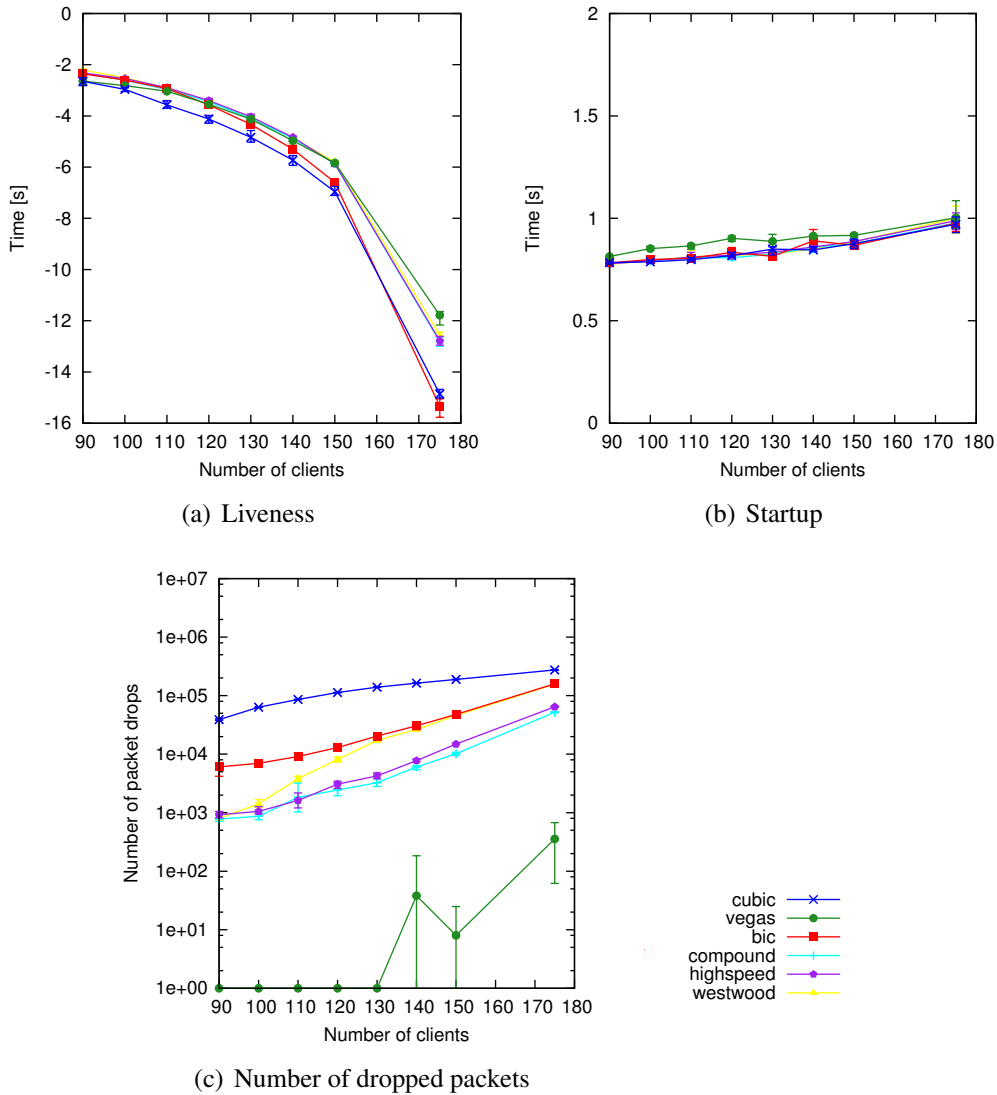 0
-2
-4
-6
-8
-10
-12
-14
-16
Time [s]
90 100 110 120 130 140 150 160 170 180
Number of clients
(a) Liveness
2
1.5
1
0.5
0
Time [s]
90 100 110 120 130 140 150 160 170 180
Number of clients
(b) Startup
1e+07
1e+06
1e+05
1e+04
1e+03
1e+02
1e+01
1e+00
Number of packet drops
90 100 110 120 130 140 150 160 170 180
Number of clients
(c) Number of dropped packets
cubic
vegas
bic
compound
highspeed
westwood